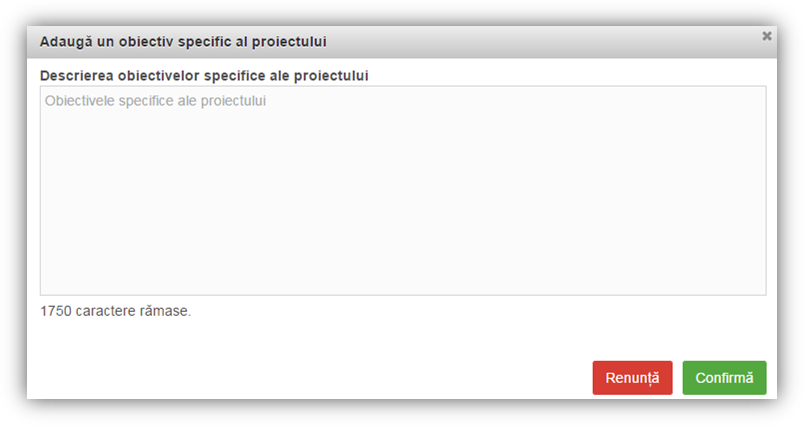 Adaugă un obiectiv specific al proiectului
Descrierea obiectivelor specifice ale proiectului
Obiectivele specifice ale proiectului
1750 caractere rămase.
Renunță Confirmă